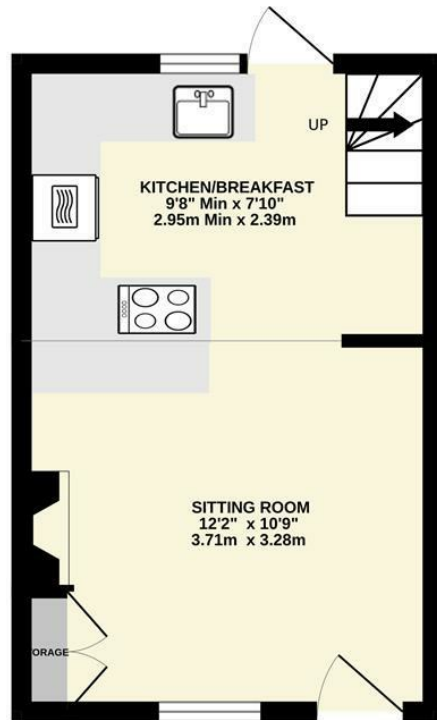 UP
KITCHEN/BREAKFAST
9'8" Min x 7'10"
2.95m Min x 2.39m
SITTING ROOM
12'2" x 10'9"
3.71m x 3.28m
ORAGE